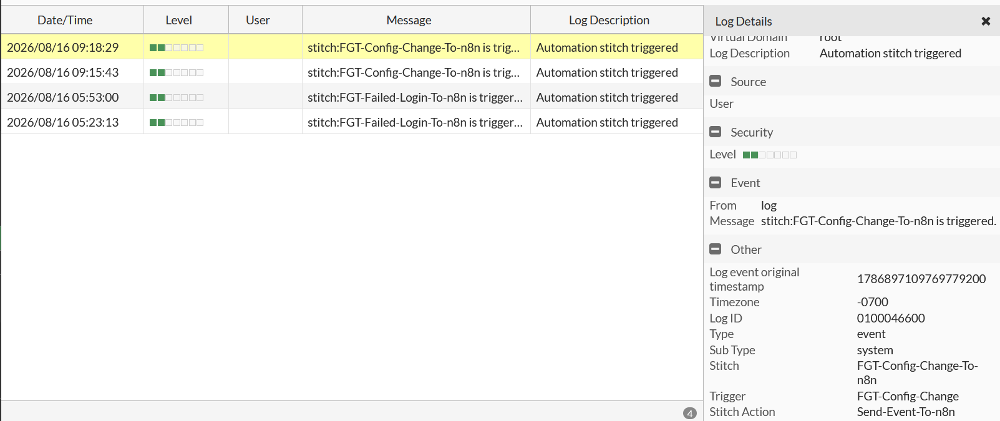 Date/Time Level User Message Log Description
2026/08/16 09:18:29 stitch:FGT-Config-Change-To-n8n is trig... Automation stitch triggered
2026/08/16 09:15:43 stitch:FGT-Config-Change-To-n8n is trig... Automation stitch triggered
2026/08/16 05:53:00 stitch:FGT-Failed-Login-To-n8n is trigger... Automation stitch triggered
2026/08/16 05:23:13 stitch:FGT-Failed-Login-To-n8n is trigger... Automation stitch triggered
4
Log Details
Virtual Domain root
Log Description Automation stitch triggered
Source
User
Security
Level
Event
From log
Message stitch:FGT-Config-Change-To-n8n is triggered.
Other
Log event original
timestamp 1786897109769779200
Timezone -0700
Log ID 0100046600
Type event
Sub Type system
Stitch FGT-Config-Change-To-
n8n
Trigger FGT-Config-Change
Stitch Action Send-Event-To-n8n